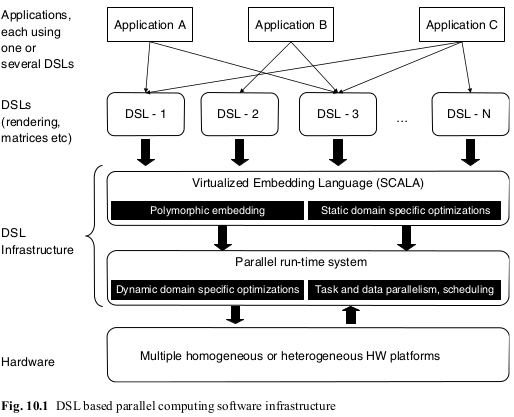 Applications,
each using
one or
several DSLs
Application A
Application B
Application C
DSLs
(rendering,
matrices etc)
DSL - 1
DSL - 2
DSL - 3
...
DSL - N
DSL
Infrastructure
Virtualized Embedding Language (SCALA)
Polymorphic embedding
Static domain specific optimizations
Parallel run-time system
Dynamic domain specific optimizations
Task and data parallelism, scheduling
Hardware
Multiple homogeneous or heterogeneous HW platforms
Fig. 10.1 DSL based parallel computing software infrastructure